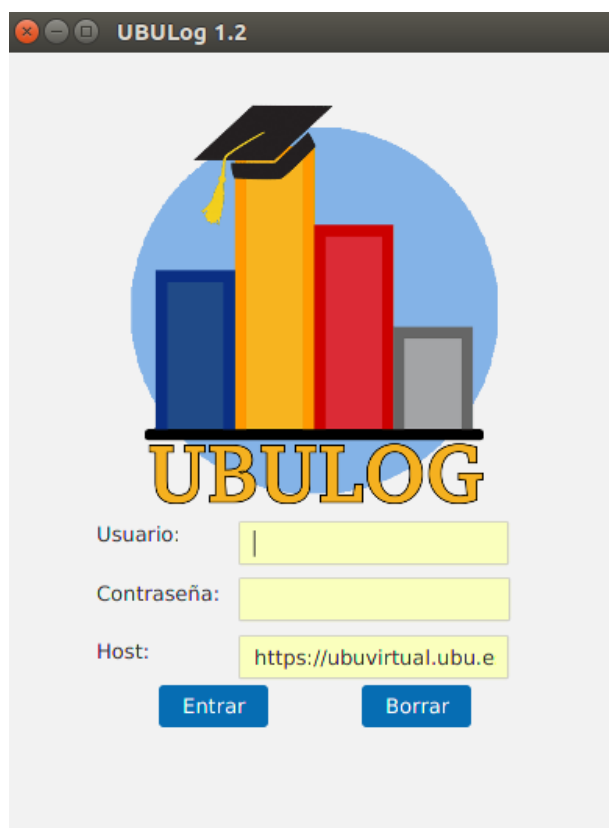 UBULog 1.2
UBULOG
Usuario:
Contraseña:
Host: https://ubuvirtual.ubu.e
Entrar Borrar